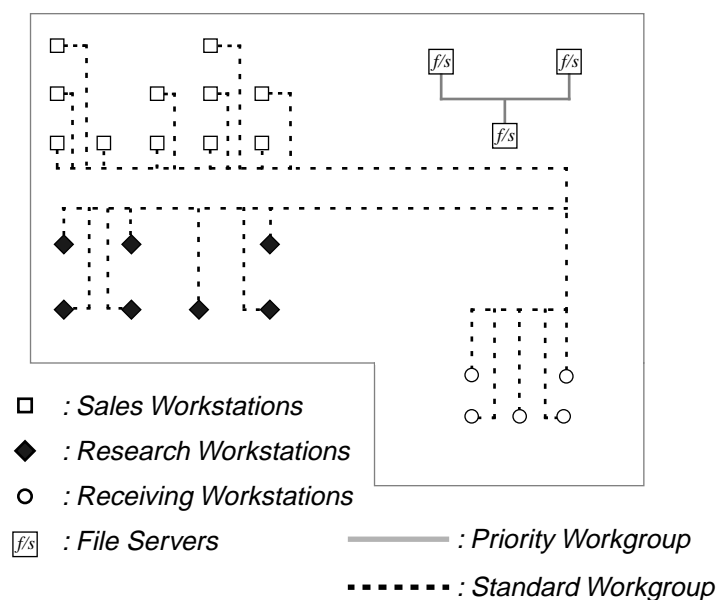 f/s f/s
f/s
: Sales Workstations
: Research Workstations
: Receiving Workstations
f/s : File Servers
: Priority Workgroup
: Standard Workgroup